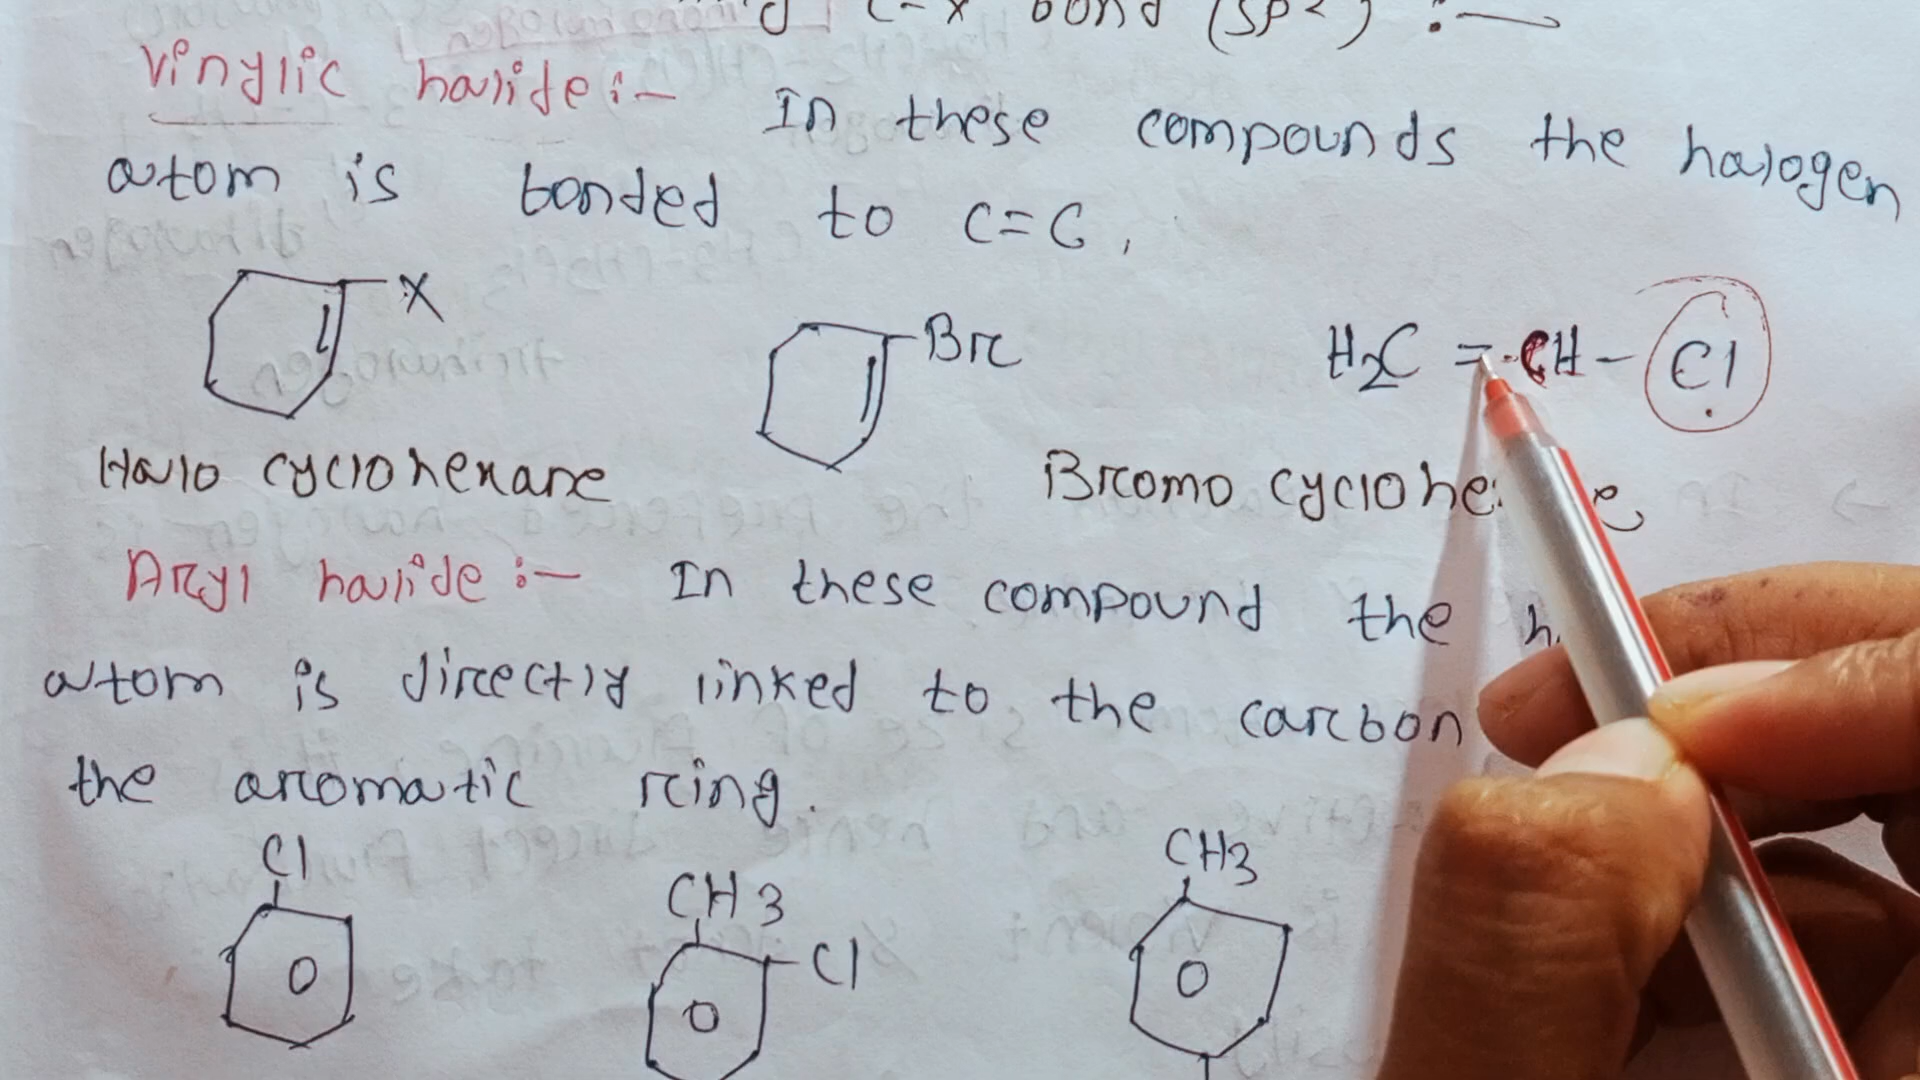 C-X bond (sp2) :—
Vinylic halide :— In these compounds the halogen
atom is bonded to C=C,
X
Br
H2C = CH - Cl
Halo cyclohexane
Bromo cyclohe
Aryl halide :— In these compound the h
atom is directly linked to the carbon
the aromatic ring.
Cl
CH3
Cl
CH3